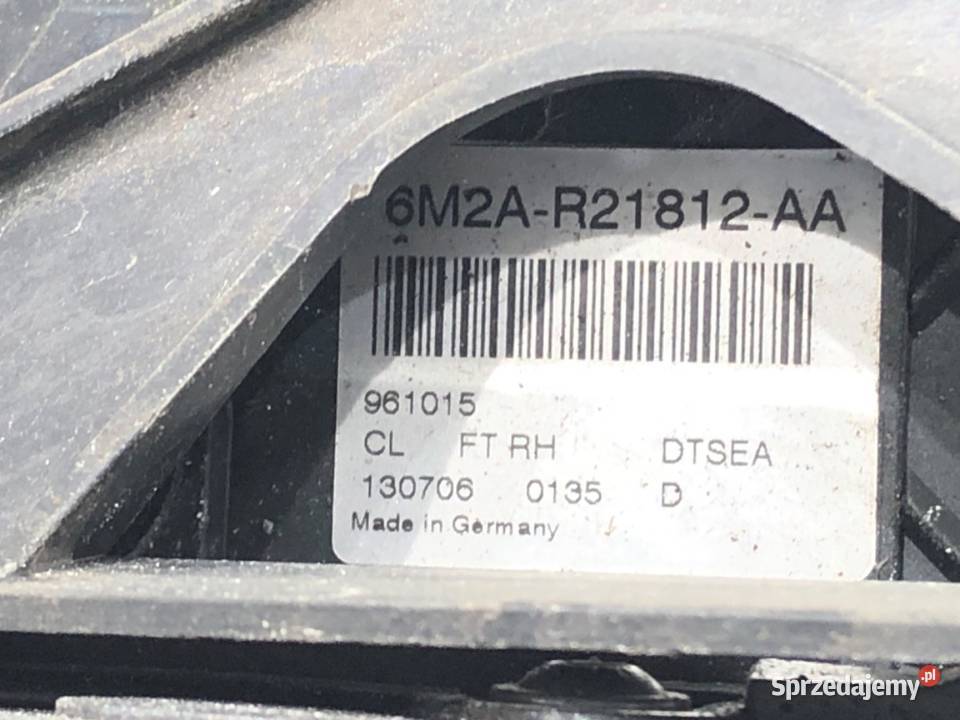 6M2A-R21812-AA
961015
CL FT RH DTSEA
130706 0135 D
Made in Germany
Sprzedajemy.pl